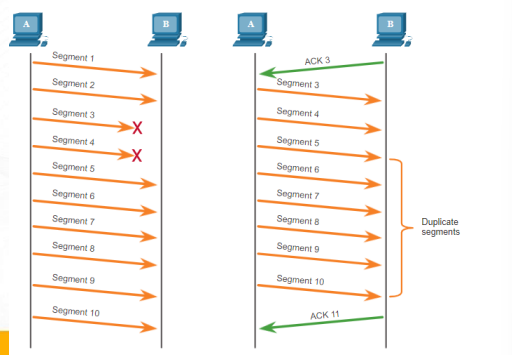 A
B
Segment 1
Segment 2
Segment 3
X
Segment 4
X
Segment 5
Segment 6
Segment 7
Segment 8
Segment 9
Segment 10
A
B
ACK 3
Segment 3
Segment 4
Segment 5
Segment 6
Segment 7
Segment 8
Segment 9
Segment 10
ACK 11
Duplicate
segments